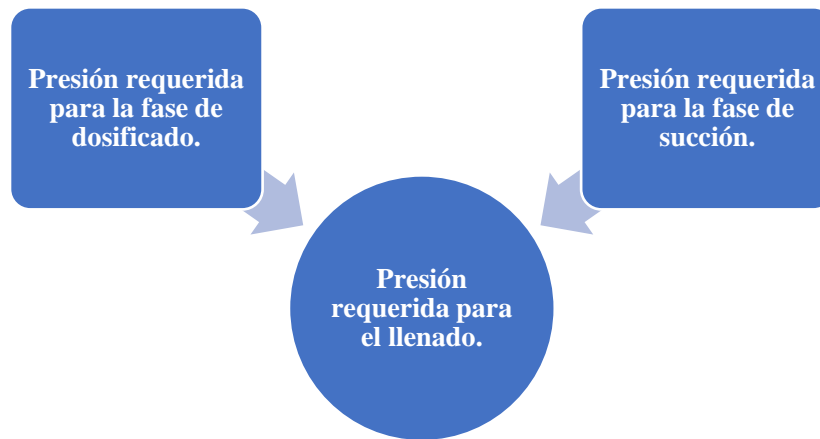 Presión requerida
para la fase de
dosificado.
Presión requerida
para la fase de
succión.
Presión
requerida para
el llenado.